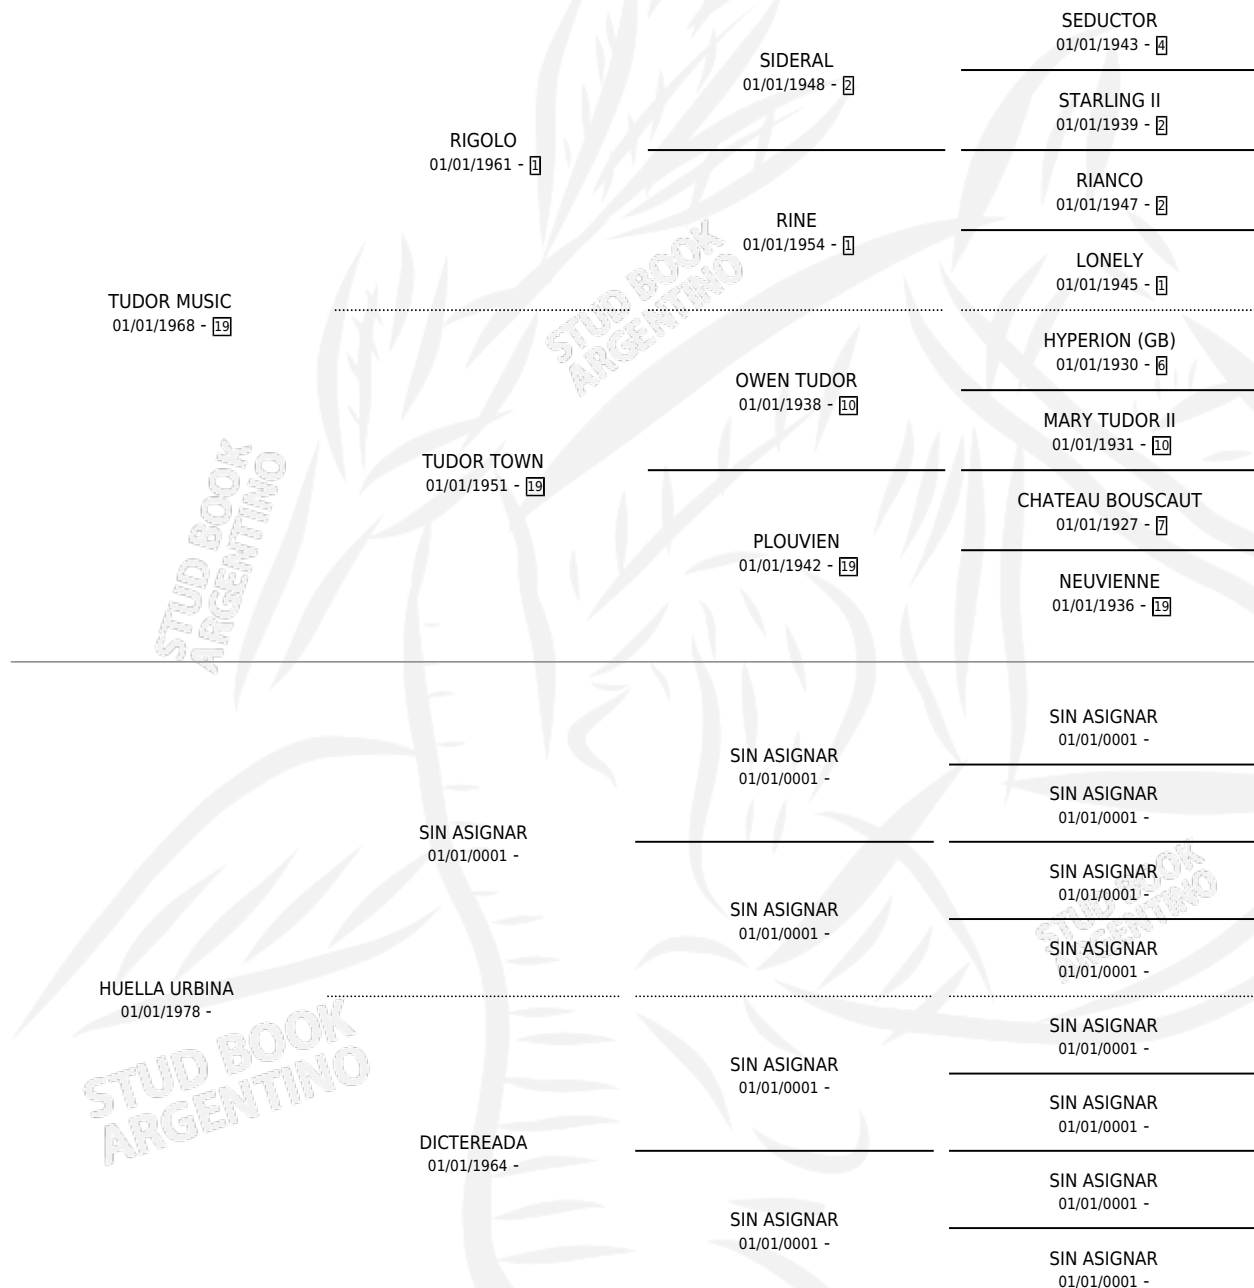 SEDUCTOR
01/01/1943 - 4
SIDERAL
01/01/1948 - 2
STARLING II
01/01/1939 - 2
RIGOLO
01/01/1961 - 1
RIANCO
01/01/1947 - 2
RINE
01/01/1954 - 1
LONELY
01/01/1945 - 1
TUDOR MUSIC
01/01/1968 - 19
HYPERION (GB)
01/01/1930 - 6
OWEN TUDOR
01/01/1938 - 10
MARY TUDOR II
01/01/1931 - 10
TUDOR TOWN
01/01/1951 - 19
CHATEAU BOUSCAUT
01/01/1927 - 7
PLOUVIEN
01/01/1942 - 19
NEUVIENNE
01/01/1936 - 19
STUD BOOK
ARGENTINO
STUD BOOK
ARGENTINO
SIN ASIGNAR
01/01/0001 -
SIN ASIGNAR
01/01/0001 -
SIN ASIGNAR
01/01/0001 -
SIN ASIGNAR
01/01/0001 -
SIN ASIGNAR
01/01/0001 -
SIN ASIGNAR
01/01/0001 -
SIN ASIGNAR
01/01/0001 -
STUD BOOK
ARGENTINO
HUELLA URBINA
01/01/1978 -
SIN ASIGNAR
01/01/0001 -
SIN ASIGNAR
01/01/0001 -
SIN ASIGNAR
01/01/0001 -
DICTEREADA
01/01/1964 -
SIN ASIGNAR
01/01/0001 -
SIN ASIGNAR
01/01/0001 -
SIN ASIGNAR
01/01/0001 -
STUD BOOK
ARGENTINO